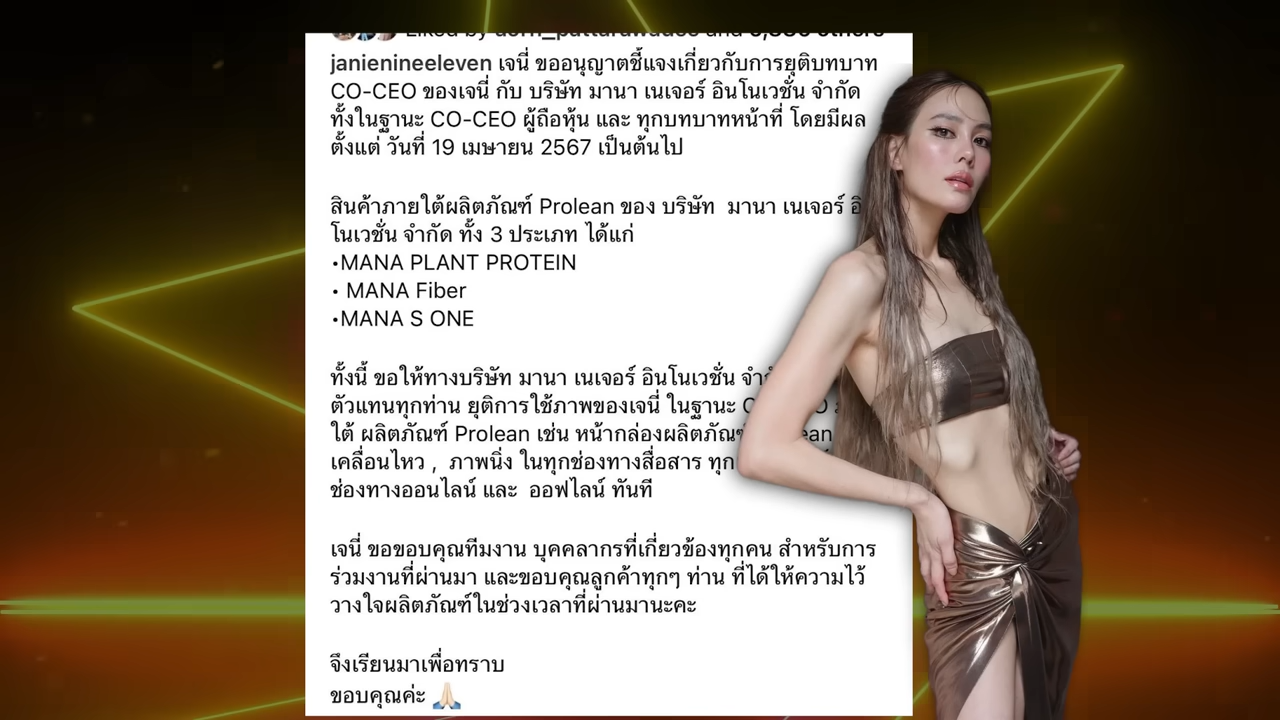 Liked by aom_pattarawadee and
janienineeleven เจนี่ ขออนุญาตชี้แจงเกี่ยวกับการยุติบทบาท
CO-CEO ของเจนี่ กับ บริษัท มานา เนเจอร์ อินโนเวชั่น จำกัด
ทั้งในฐานะ CO-CEO ผู้ถือหุ้น และ ทุกบทบาทหน้าที่ โดยมีผล
ตั้งแต่ วันที่ 19 เมษายน 2567 เป็นต้นไป
สินค้าภายใต้ผลิตภัณฑ์ Prolean ของ บริษัท มานา เนเจอร์ อิ
โนเวชั่น จำกัด ทั้ง 3 ประเภท ได้แก่
•MANA PLANT PROTEIN
• MANA Fiber
•MANA S ONE
ทั้งนี้ ขอให้ทางบริษัท มานา เนเจอร์ อินโนเวชั่น
ตัวแทนทุกท่าน ยุติการใช้ภาพของเจนี่ ในฐานะ
ใต้ ผลิตภัณฑ์ Prolean เช่น หน้ากล่องผลิตภัณฑ์
เคลื่อนไหว , ภาพนิ่ง ในทุกช่องทางสื่อสาร ทุก
ช่องทางออนไลน์ และ ออฟไลน์ ทันที
เจนี่ ขอขอบคุณทีมงาน บุคคลากรที่เกี่ยวข้องทุกคน สำหรับการ
ร่วมงานที่ผ่านมา และขอบคุณลูกค้าทุกๆ ท่าน ที่ได้ให้ความไว้
วางใจผลิตภัณฑ์ในช่วงเวลาที่ผ่านมานะคะ
จึงเรียนมาเพื่อทราบ
ขอบคุณค่ะ 🙏🏻